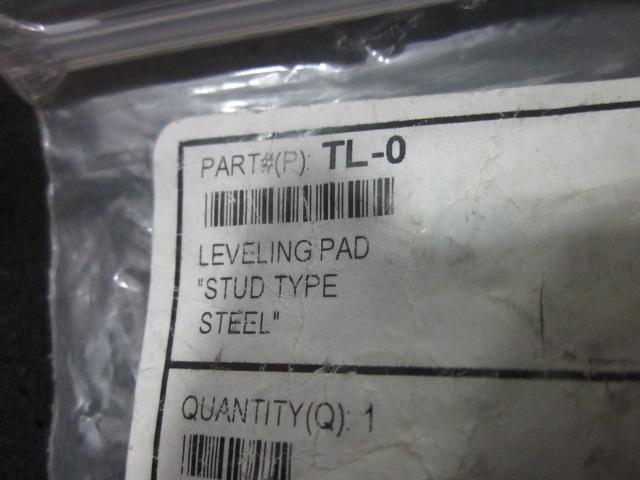 PART#(P): TL-0
LEVELING PAD
"STUD TYPE
STEEL"
QUANTITY(Q): 1